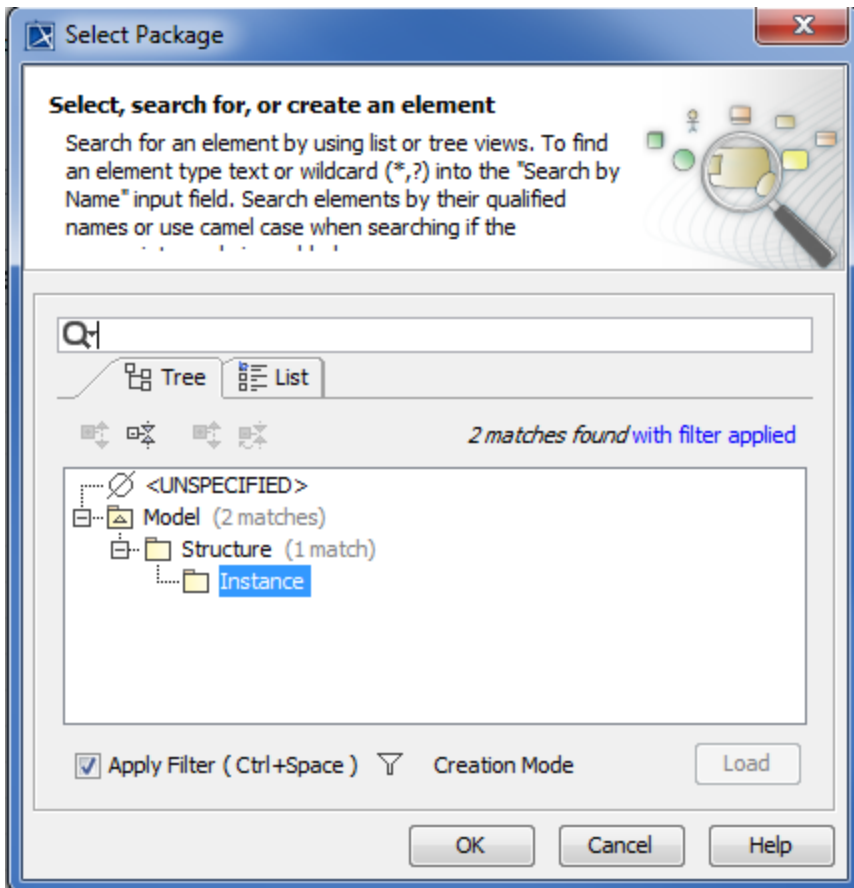 Select Package
Select, search for, or create an element
Search for an element by using list or tree views. To find
an element type text or wildcard (*,?) into the "Search by
Name" input field. Search elements by their qualified
names or use camel case when searching if the
Tree
List
2 matches found with filter applied
<UNSPECIFIED>
Model (2 matches)
Structure (1 match)
Instance
Apply Filter ( Ctrl+Space )
Creation Mode
Load
OK
Cancel
Help